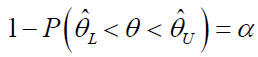 1 − P(θ̂_L < θ < θ̂_U) = α